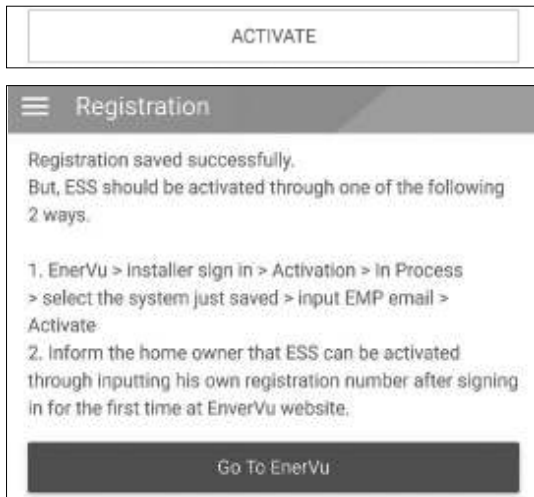 ACTIVATE
Registration
Registration saved successfully.
But, ESS should be activated through one of the following
2 ways.
1. EnerVu > Installer sign in > Activation > In Process
> select the system just saved > input EMP email >
Activate
2. Inform the home owner that ESS can be activated
through inputting his own registration number after signing
in for the first time at EnverVu website.
Go To EnerVu